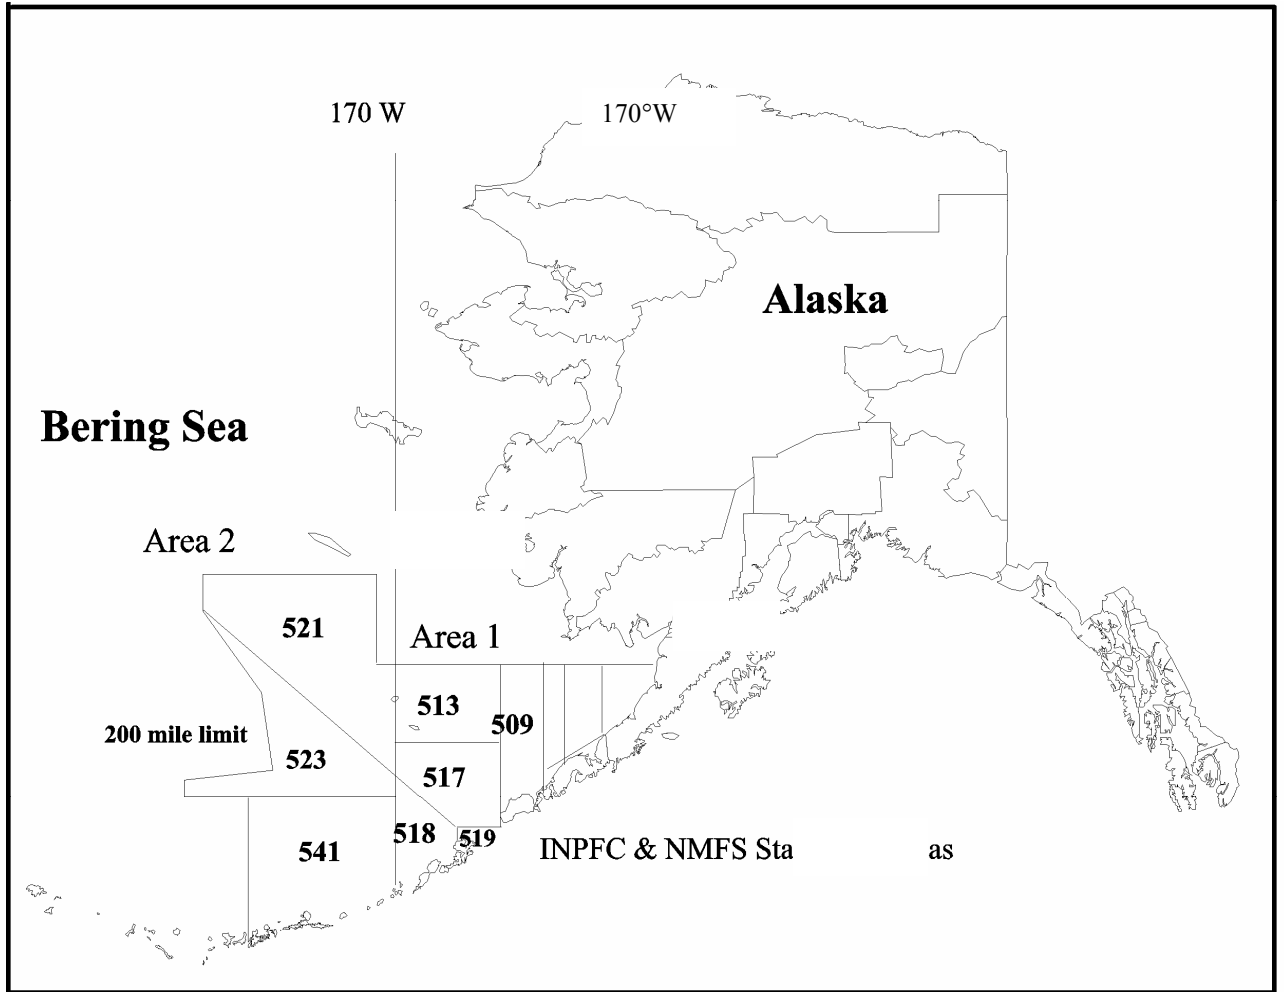 170 W
170°W
Alaska
Bering Sea
Area 2
521
Area 1
513
509
200 mile limit
523
517
518
519
541
INPFC & NMFS Sta as